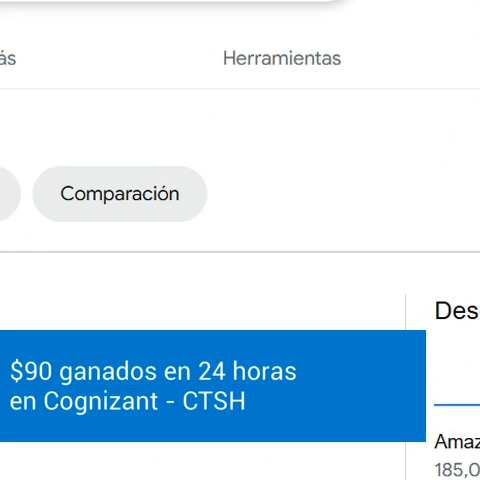 Herramientas
Comparación
$90 ganados en 24 horas
en Cognizant - CTSH